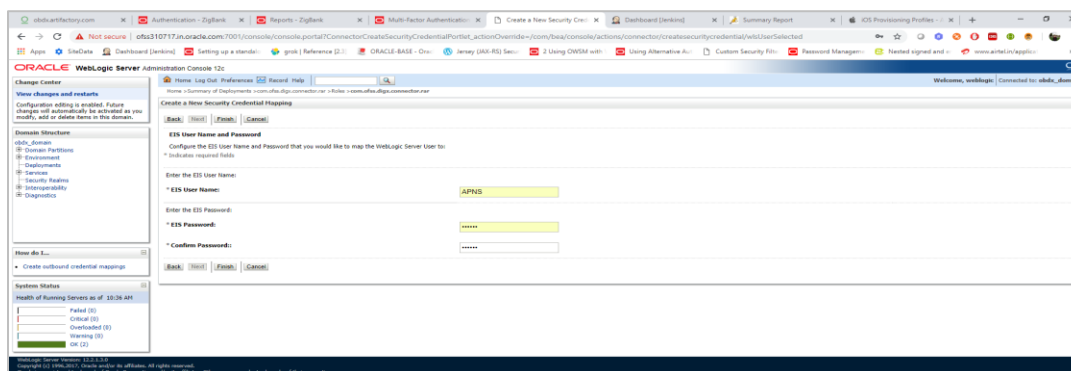 obdx.artifactory.com
Authentication - ZigBank
Reports - ZigBank
Multi-Factor Authentication
Create a New Security Cred
Dashboard [Jenkins]
Summary Report
iOS Provisioning Profiles -
Not secure | ofss310717.in.oracle.com:7001/console/console.portal?ConnectorCreateSecurityCredentialPortlet_actionOverride=/com/bea/console/actions/connector/createsecuritycredential/wlsUserSelected
Apps
SiteData
Dashboard [Jenkins]
Setting up a standal
grok | Reference [2.
ORACLE-BASE - Ora
Jersey (JAX-RS) Secu
2 Using OWSM with
Using Alternative Au
Custom Security Filt
Password Managem
Nested signed and
www.airtel.in/applic
ORACLE WebLogic Server Administration Console 12c
Change Center
View changes and restarts
Configuration editing is enabled. Future
changes will automatically be activated as you
modify, add or delete items in this domain.
Domain Structure
obdx_domain
Domain Partitions
Environment
Deployments
Services
Security Realms
Interoperability
Diagnostics
How do I...
Create outbound credential mappings
System Status
Health of Running Servers as of 10:36 AM
Failed (0)
Critical (0)
Overloaded (0)
Warning (0)
OK (2)
Home Log Out Preferences Record Help
Welcome, weblogic Connected to: obdx_dom
Home >Summary of Deployments >com.ofss.digx.connector.rar >Roles >com.ofss.digx.connector.rar
Create a New Security Credential Mapping
Back Next Finish Cancel
EIS User Name and Password
Configure the EIS User Name and Password that you would like to map the WebLogic Server User to:
* Indicates required fields
Enter the EIS User Name:
* EIS User Name: APNS
Enter the EIS Password:
* EIS Password: ••••••
* Confirm Password:: ••••••
Back Next Finish Cancel
WebLogic Server Version: 12.2.1.3.0
Copyright (c) 1996,2017, Oracle and/or its affiliates. All rights reserved.